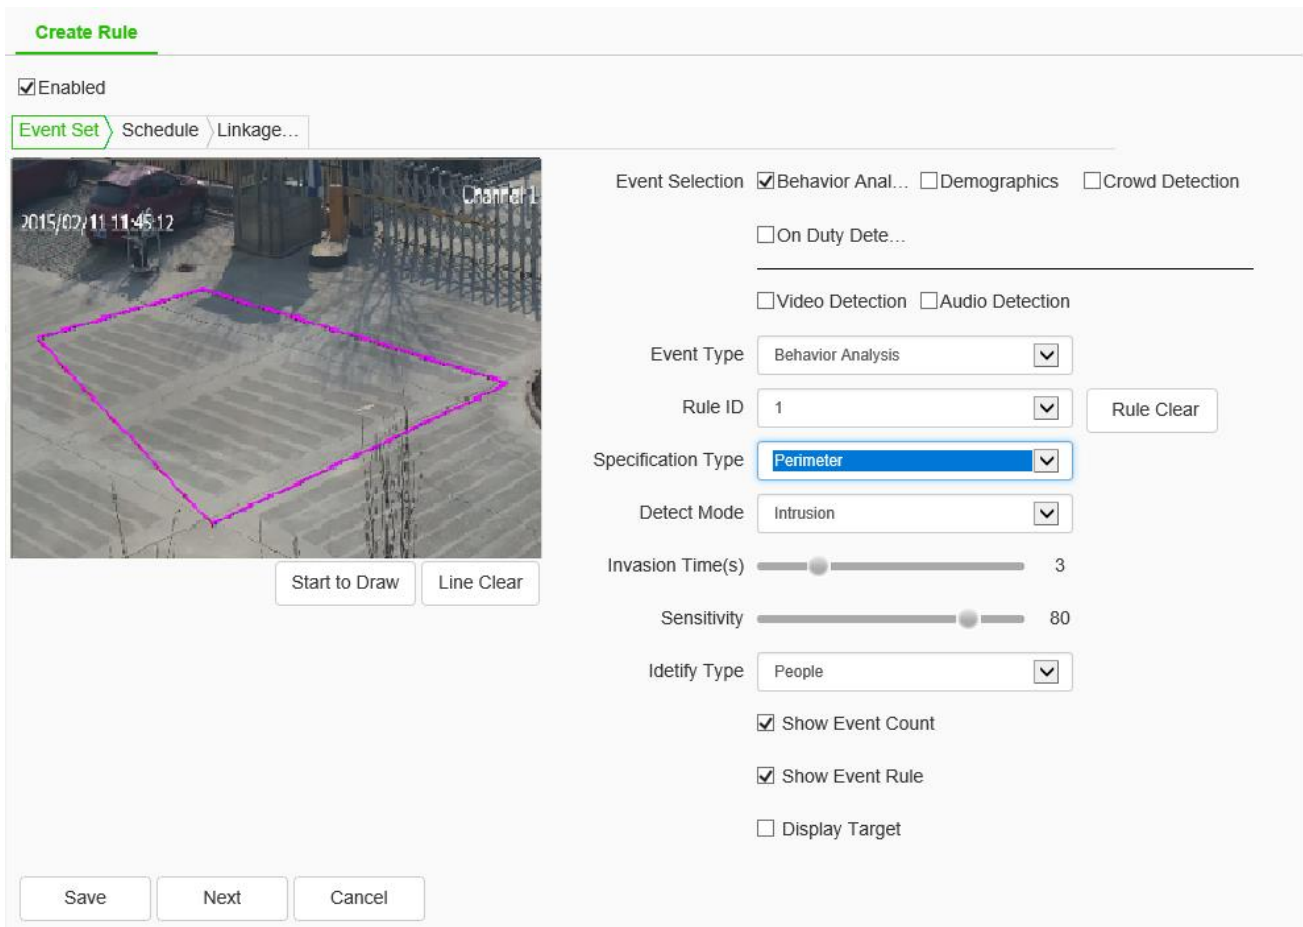 Create Rule
Enabled
Event Set Schedule Linkage...
Channel 1
2015/02/11 11:45:12
Start to Draw Line Clear
Event Selection Behavior Anal... Demographics Crowd Detection
On Duty Dete...
Video Detection Audio Detection
Event Type Behavior Analysis
Rule ID 1 Rule Clear
Specification Type Perimeter
Detect Mode Intrusion
Invasion Time(s) 3
Sensitivity 80
Idetify Type People
Show Event Count
Show Event Rule
Display Target
Save Next Cancel